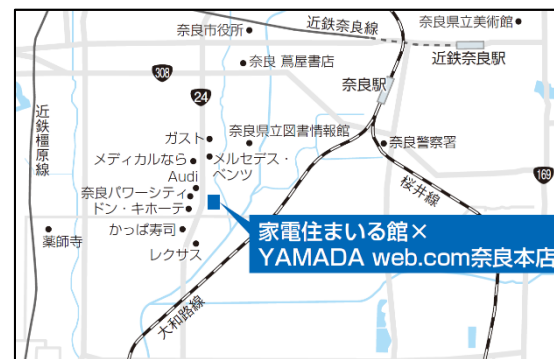 奈良市役所
近鉄奈良線
奈良県立美術館
近鉄奈良駅
奈良 蔦屋書店
308
24
奈良駅
近鉄橿原線
ガスト
奈良県立図書情報館
メディカルなら
メルセデス・
ベンツ
奈良警察署
Audi
169
桜井線
奈良パワーシティ
ドン・キホーテ
かっぱ寿司
薬師寺
レクサス
家電住まいる館×
YAMADA web.com奈良本店
大和路線